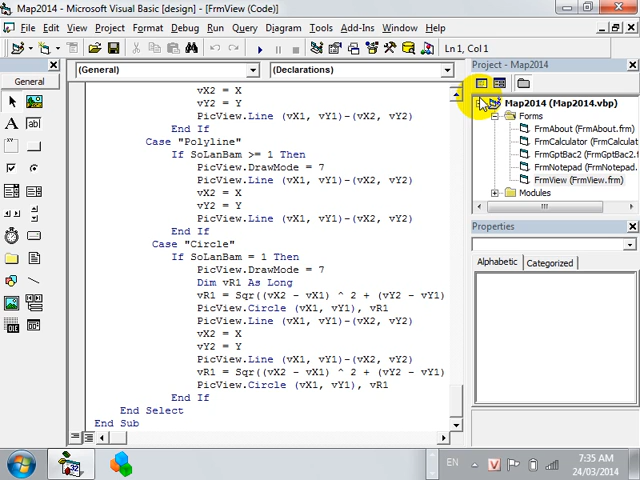 Map2014 - Microsoft Visual Basic [design] - [FrmView (Code)]
File Edit View Project Format Debug Run Query Diagram Tools Add-Ins Window Help
Ln 1, Col 1
General
(General)
(Declarations)
vX2 = X
vY2 = Y
PicView.Line (vX1, vY1)-(vX2, vY2)
End If
Case "Polyline"
If SoLanBam >= 1 Then
PicView.DrawMode = 7
PicView.Line (vX1, vY1)-(vX2, vY2)
vX2 = X
vY2 = Y
PicView.Line (vX1, vY1)-(vX2, vY2)
End If
Case "Circle"
If SoLanBam = 1 Then
PicView.DrawMode = 7
Dim vR1 As Long
vR1 = Sqr((vX2 - vX1) ^ 2 + (vY2 - vY1)
PicView.Circle (vX1, vY1), vR1
PicView.Line (vX1, vY1)-(vX2, vY2)
vX2 = X
vY2 = Y
PicView.Line (vX1, vY1)-(vX2, vY2)
vR1 = Sqr((vX2 - vX1) ^ 2 + (vY2 - vY1)
PicView.Circle (vX1, vY1), vR1
End If
End Select
End Sub
Project - Map2014
Map2014 (Map2014.vbp)
Forms
FrmAbout (FrmAbout.frm)
FrmCalculator (FrmCalculat
FrmGptBac2 (FrmGptBac2.
FrmNotepad (FrmNotepad.
FrmView (FrmView.frm)
Modules
Properties
Alphabetic Categorized
EN
7:35 AM